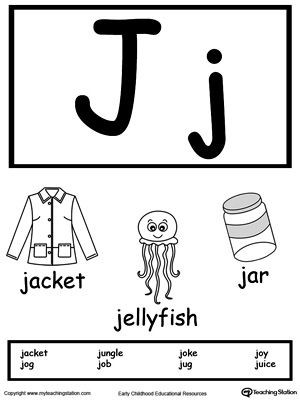 J j
jacket
jar
jellyfish
jacket jungle joke joy
jog job jug juice
www.myteachingstation.com Early Childhood Educational Resources TeachingStation